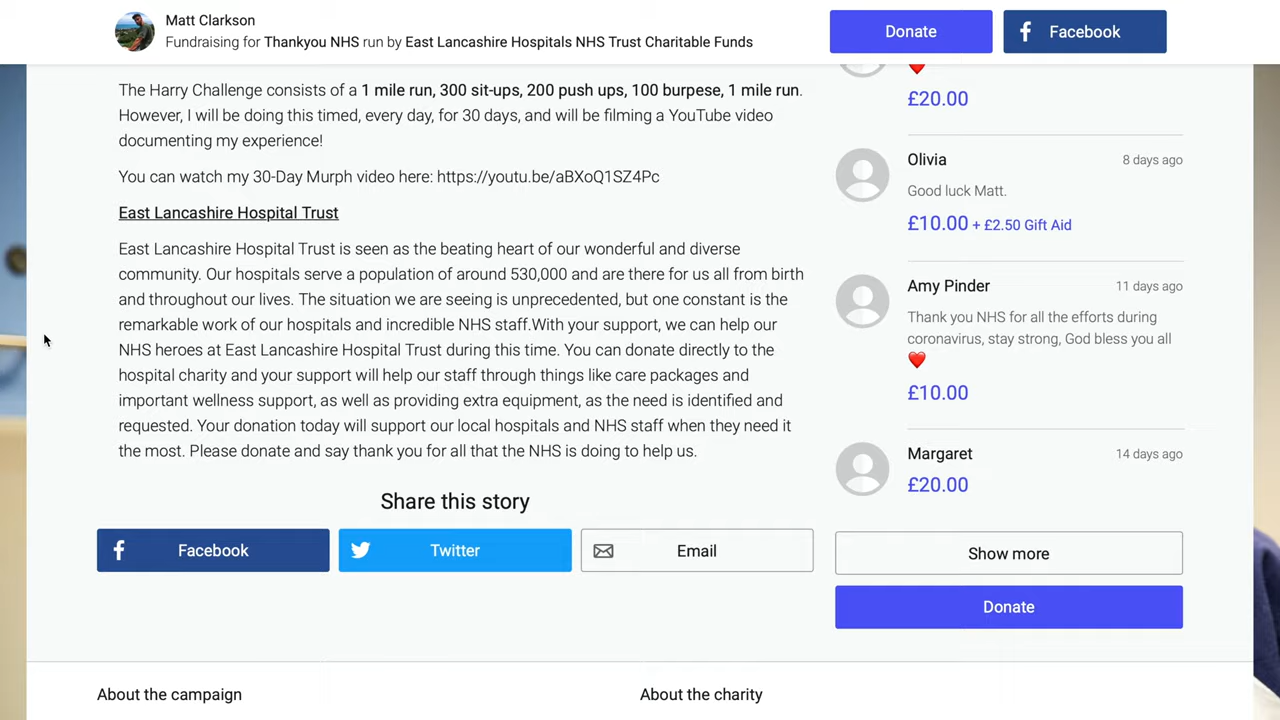 Matt Clarkson
Fundraising for Thankyou NHS run by East Lancashire Hospitals NHS Trust Charitable Funds
Donate
Facebook
The Harry Challenge consists of a 1 mile run, 300 sit-ups, 200 push ups, 100 burpese, 1 mile run.
However, I will be doing this timed, every day, for 30 days, and will be filming a YouTube video
documenting my experience!
You can watch my 30-Day Murph video here: https://youtu.be/aBXoQ1SZ4Pc
East Lancashire Hospital Trust
East Lancashire Hospital Trust is seen as the beating heart of our wonderful and diverse
community. Our hospitals serve a population of around 530,000 and are there for us all from birth
and throughout our lives. The situation we are seeing is unprecedented, but one constant is the
remarkable work of our hospitals and incredible NHS staff.With your support, we can help our
NHS heroes at East Lancashire Hospital Trust during this time. You can donate directly to the
hospital charity and your support will help our staff through things like care packages and
important wellness support, as well as providing extra equipment, as the need is identified and
requested. Your donation today will support our local hospitals and NHS staff when they need it
the most. Please donate and say thank you for all that the NHS is doing to help us.
Share this story
Facebook
Twitter
Email
❤️
£20.00
Olivia
8 days ago
Good luck Matt.
£10.00 + £2.50 Gift Aid
Amy Pinder
11 days ago
Thank you NHS for all the efforts during
coronavirus, stay strong, God bless you all
❤️
£10.00
Margaret
14 days ago
£20.00
Show more
Donate
About the campaign
About the charity